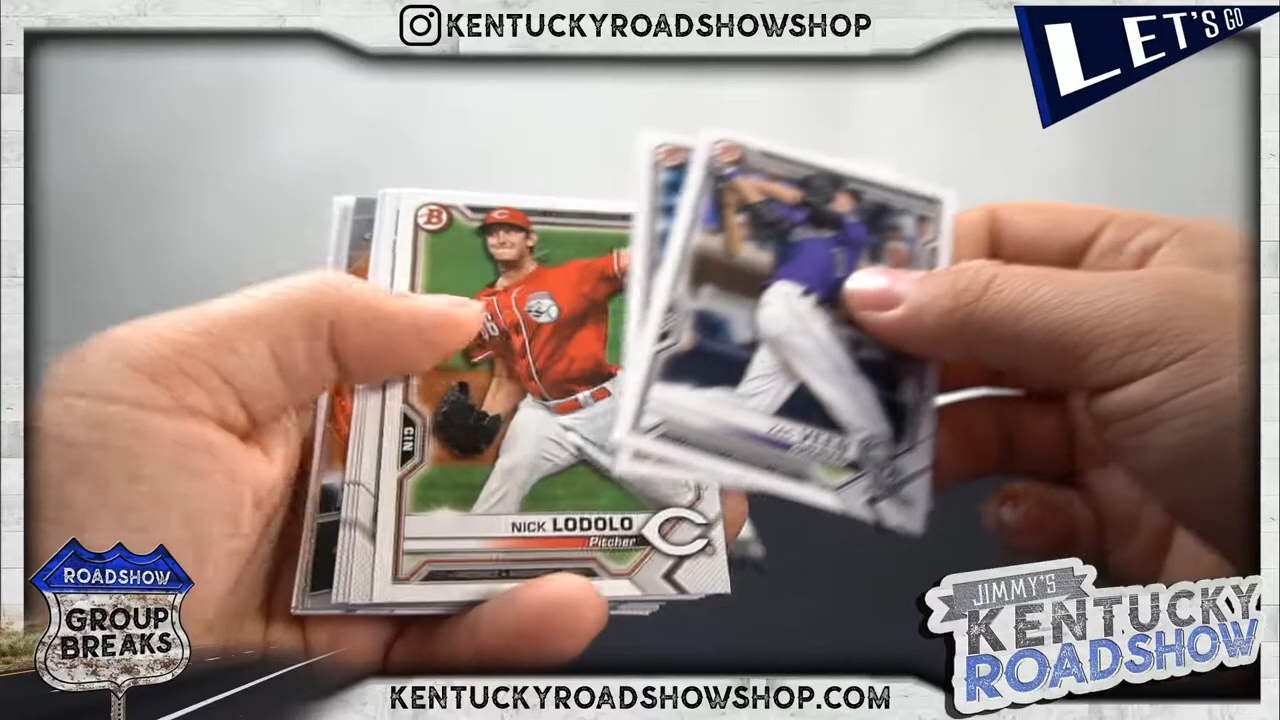 KENTUCKYROADSHOWSHOP
LET'S GO
B
C
CIN
NICK LODOLO
Pitcher
ROADSHOW
GROUP
BREAKS
JIMMY'S
KENTUCKY
ROADSHOW
KENTUCKYROADSHOWSHOP.COM